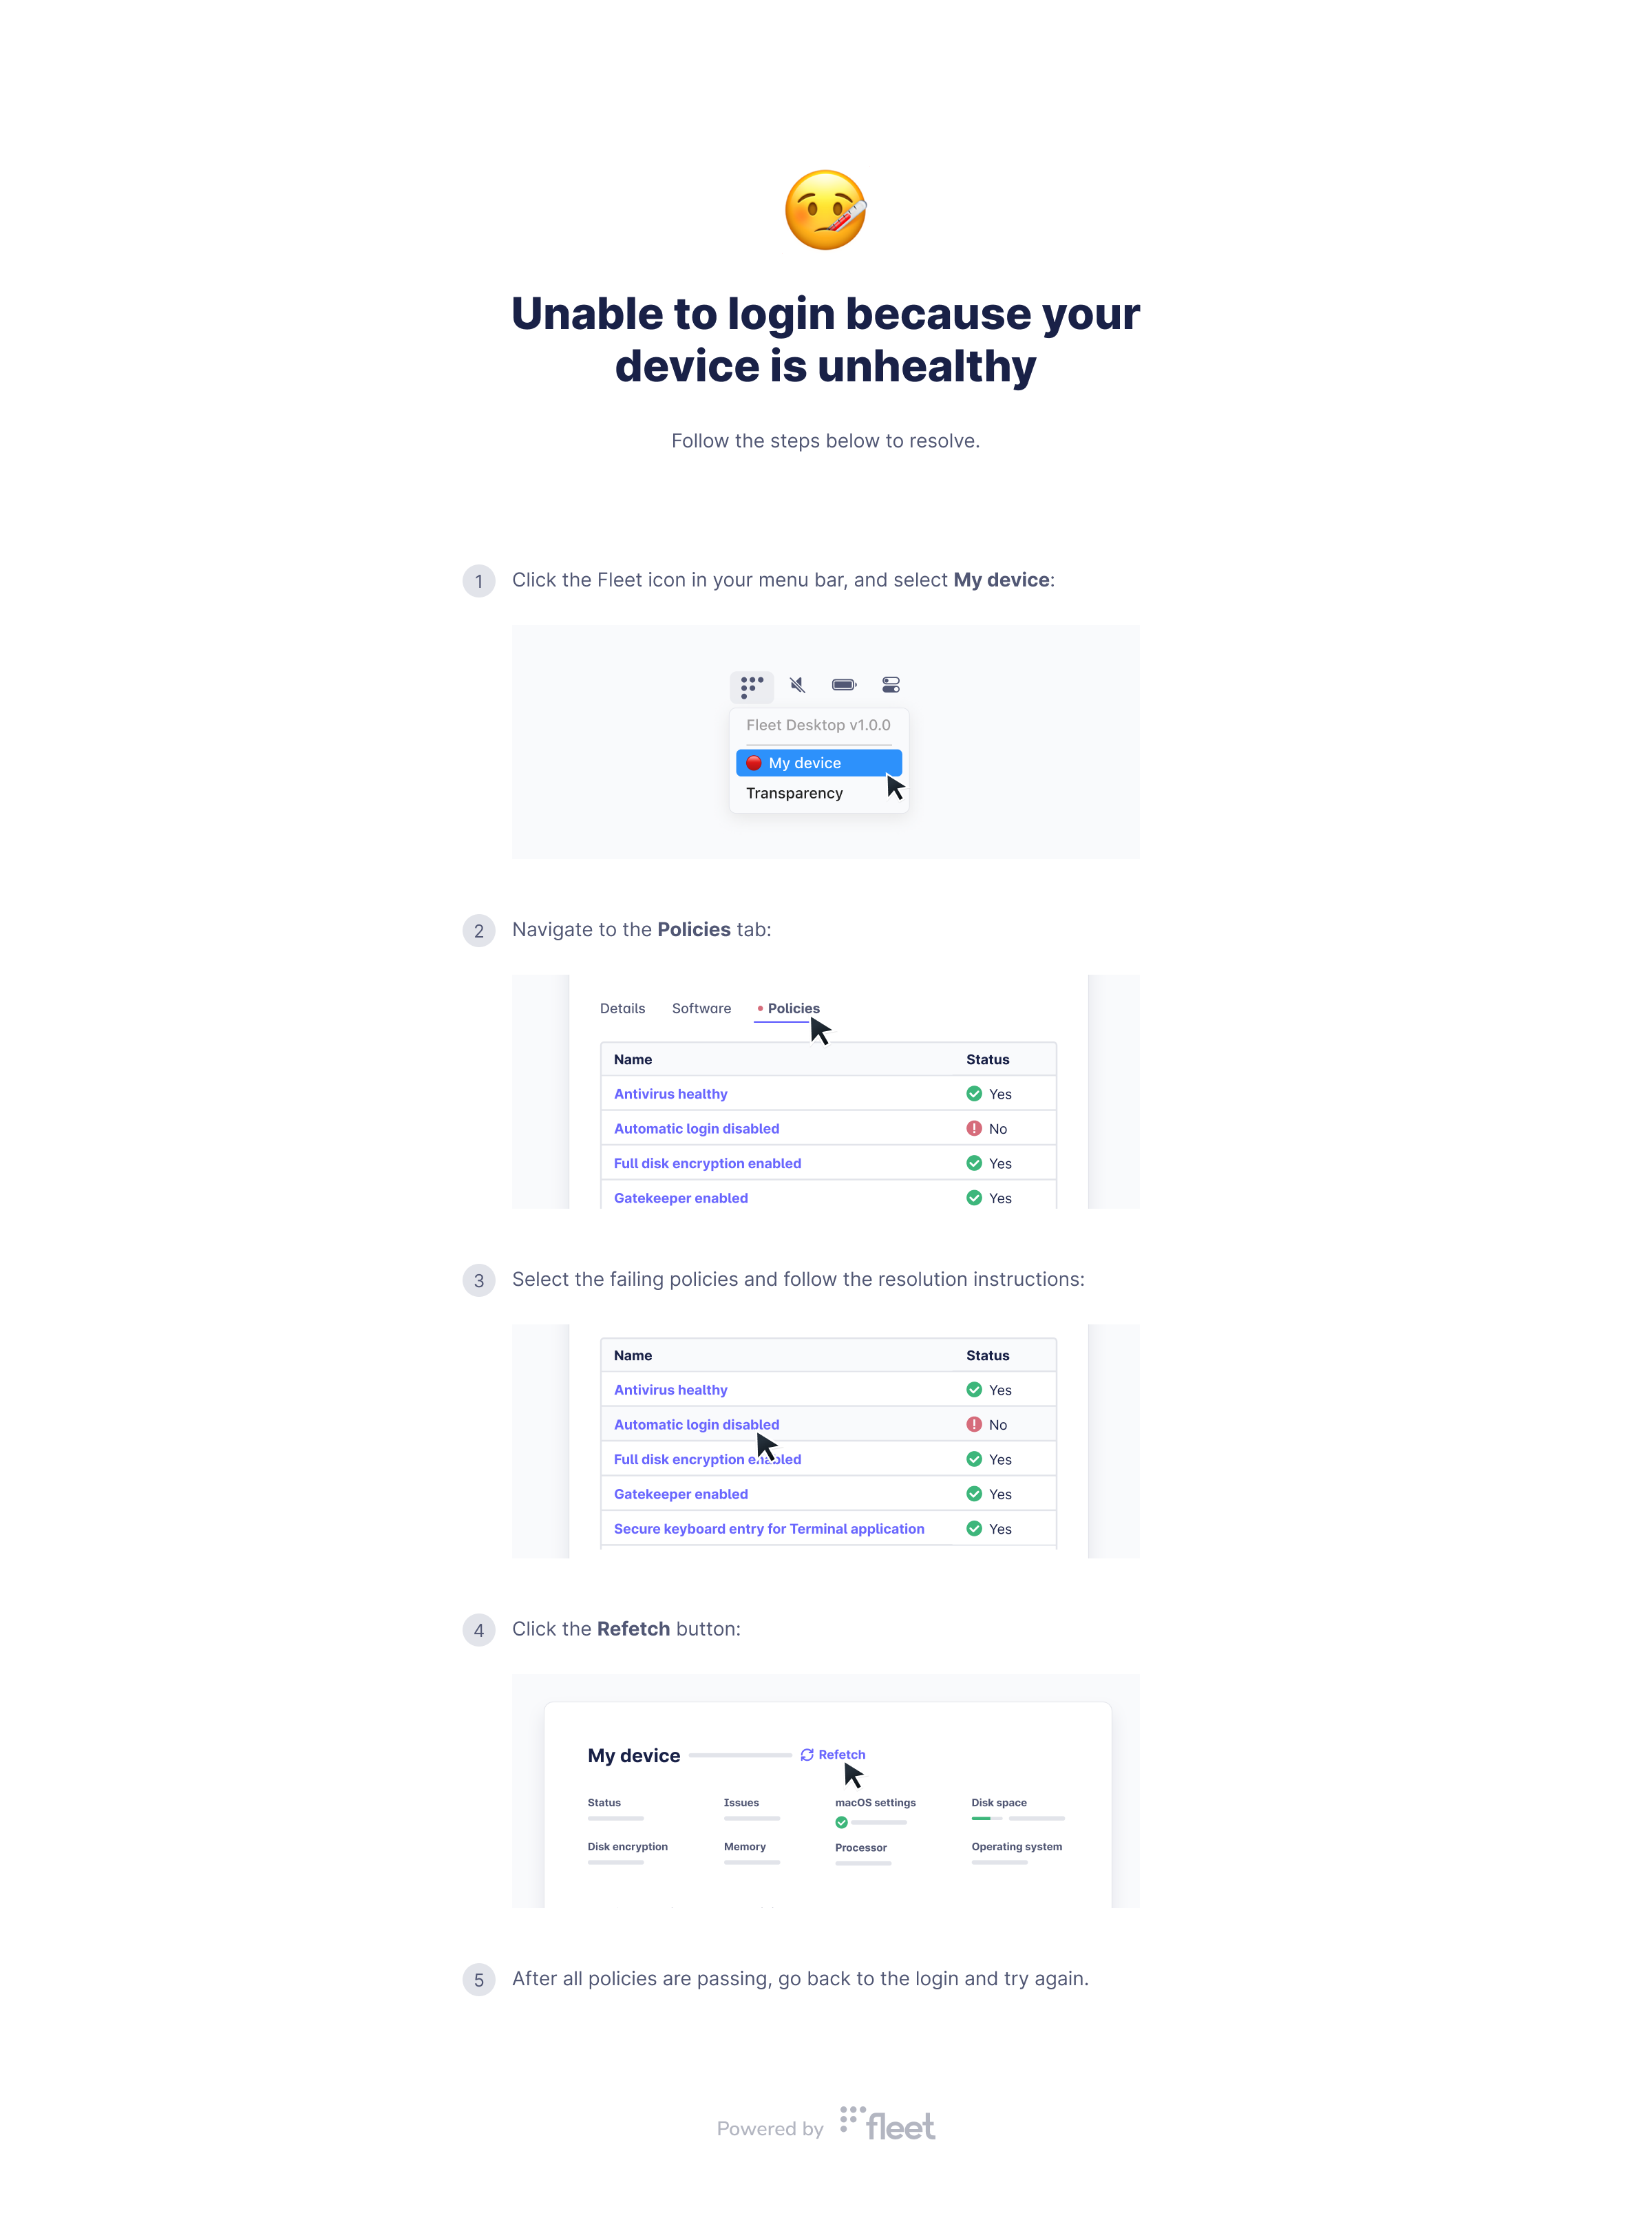 Unable to login because your
device is unhealthy
Follow the steps below to resolve.
1 Click the Fleet icon in your menu bar, and select My device:
Fleet Desktop v1.0.0
My device
Transparency
2 Navigate to the Policies tab:
Details Software Policies
Name Status
Antivirus healthy Yes
Automatic login disabled No
Full disk encryption enabled Yes
Gatekeeper enabled Yes
3 Select the failing policies and follow the resolution instructions:
Name Status
Antivirus healthy Yes
Automatic login disabled No
Full disk encryption enabled Yes
Gatekeeper enabled Yes
Secure keyboard entry for Terminal application Yes
4 Click the Refetch button:
My device Refetch
Status Issues macOS settings Disk space
Disk encryption Memory Processor Operating system
5 After all policies are passing, go back to the login and try again.
Powered by fleet